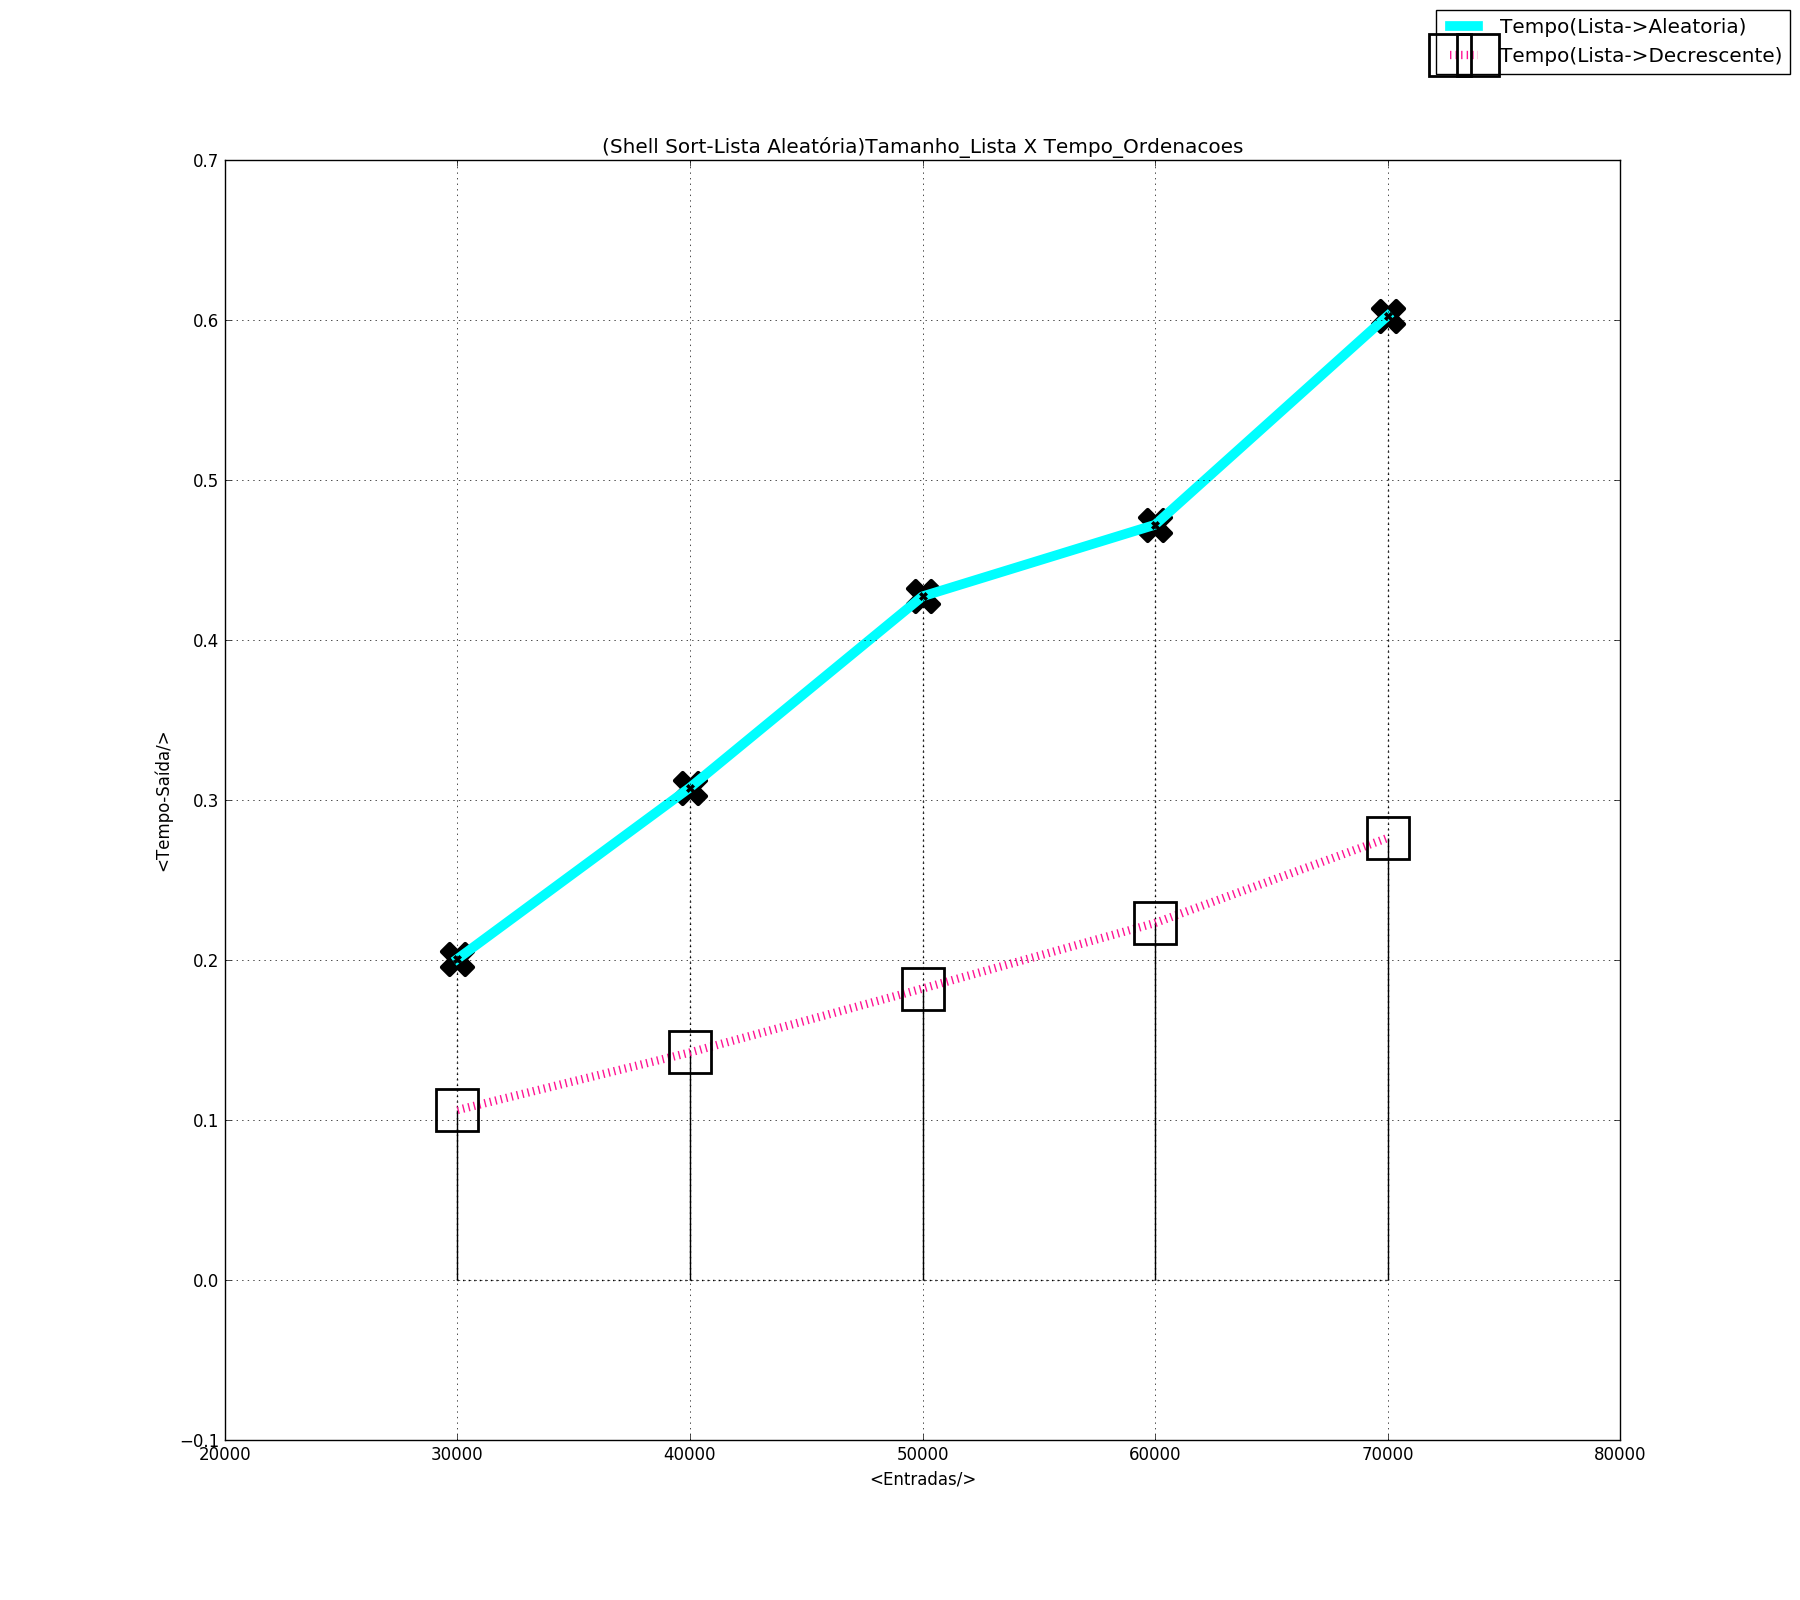 Tempo(Lista->Aleatoria)
Tempo(Lista->Decrescente)
(Shell Sort-Lista Aleatória)Tamanho_Lista X Tempo_Ordenacoes
0.7
0.6
0.5
0.4
0.3
0.2
0.1
0.0
−0.1
<Tempo-Saída/>
20000 30000 40000 50000 60000 70000 80000
<Entradas/>